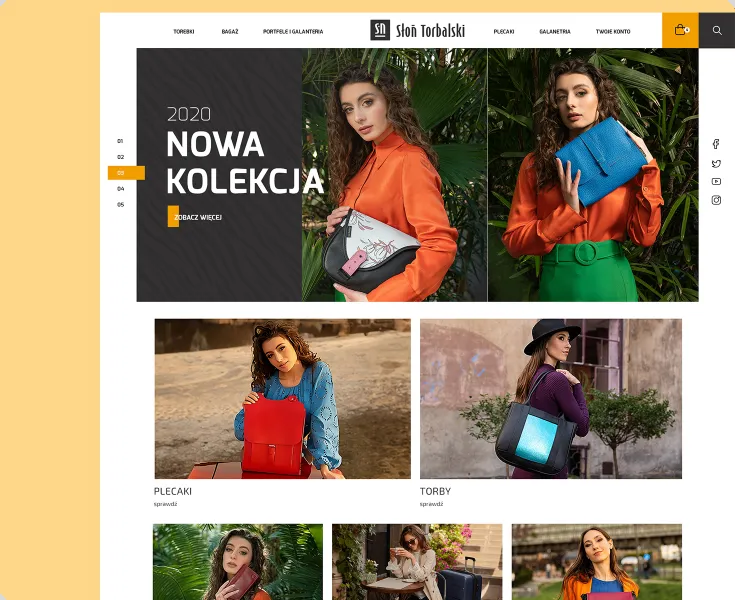 TOREBKI
BAGAŻ
PORTFELE I GALANTERIA
SN Słoń Torbalski
PLECAKI
GALANETRIA
TWOJE KONTO
01
02
03
04
05
2020
NOWA
KOLEKCJA
ZOBACZ WIĘCEJ
PLECAKI
sprawdź
TORBY
sprawdź